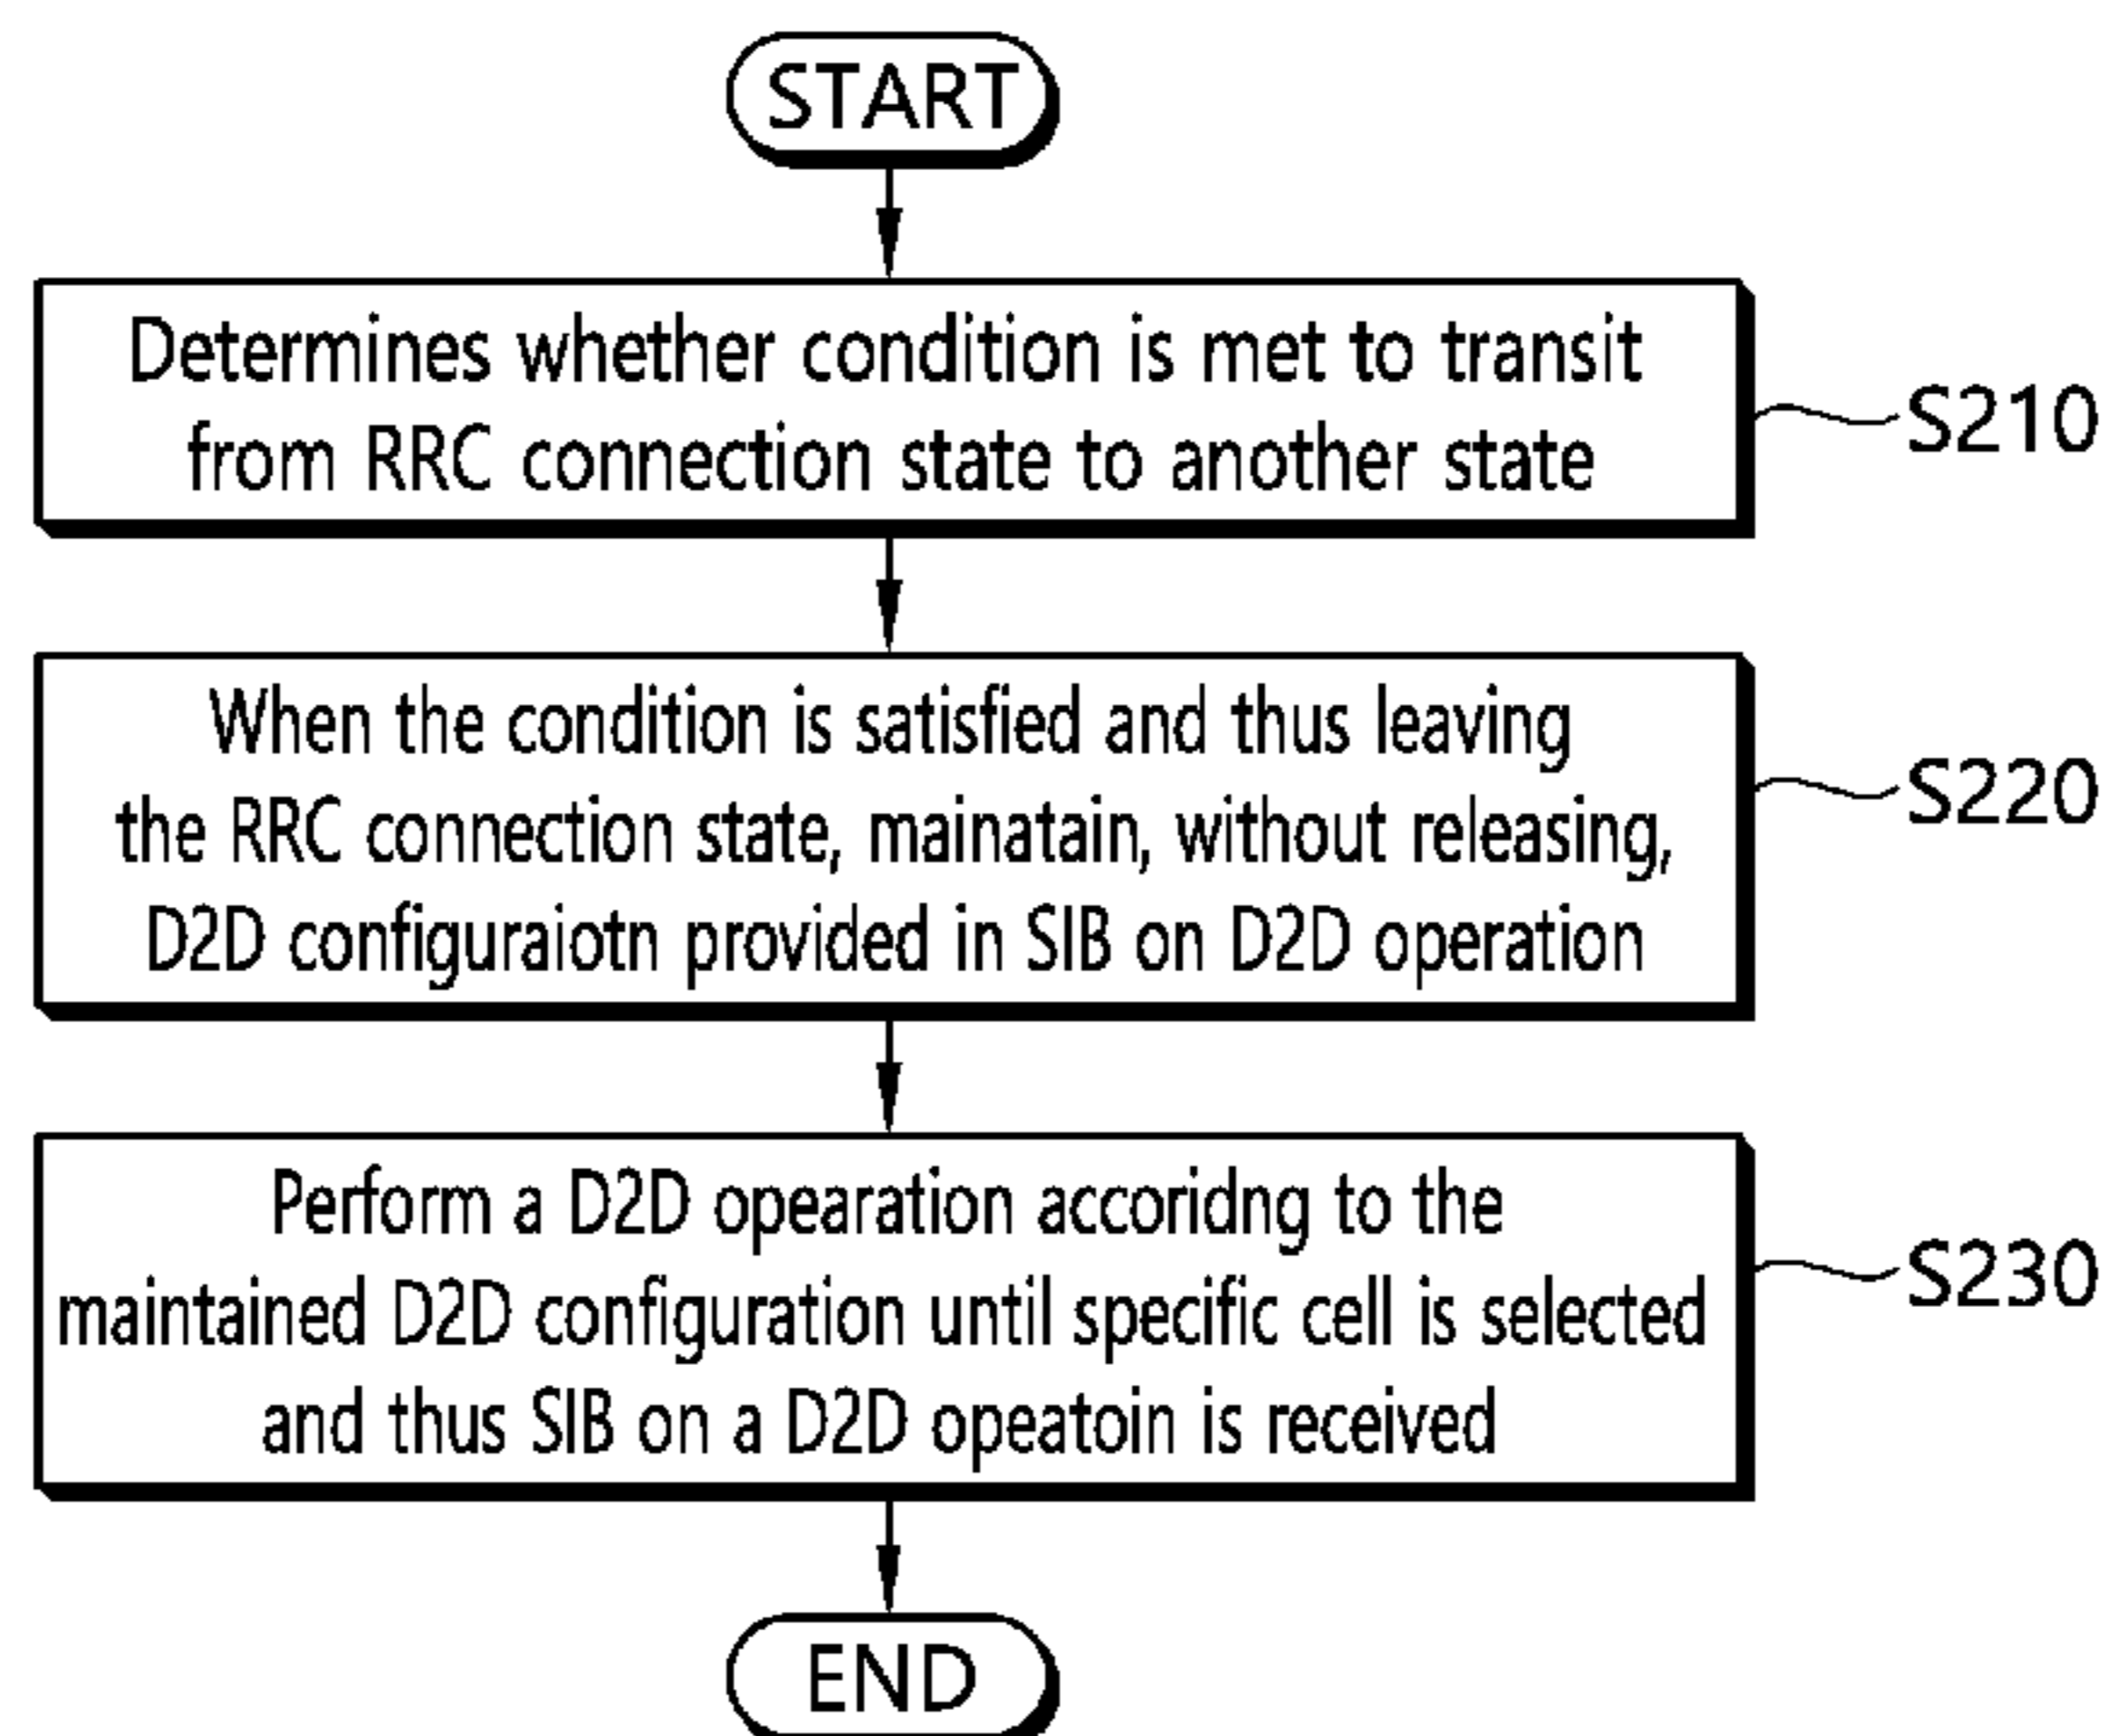 START
Determines whether condition is met to transit
from RRC connection state to another state
S210
When the condition is satisfied and thus leaving
the RRC connection state, mainatain, without releasing,
D2D configuraiotn provided in SIB on D2D operation
S220
Perform a D2D opearation accoridng to the
maintained D2D configuration until specific cell is selected
and thus SIB on a D2D opeatoin is received
S230
END